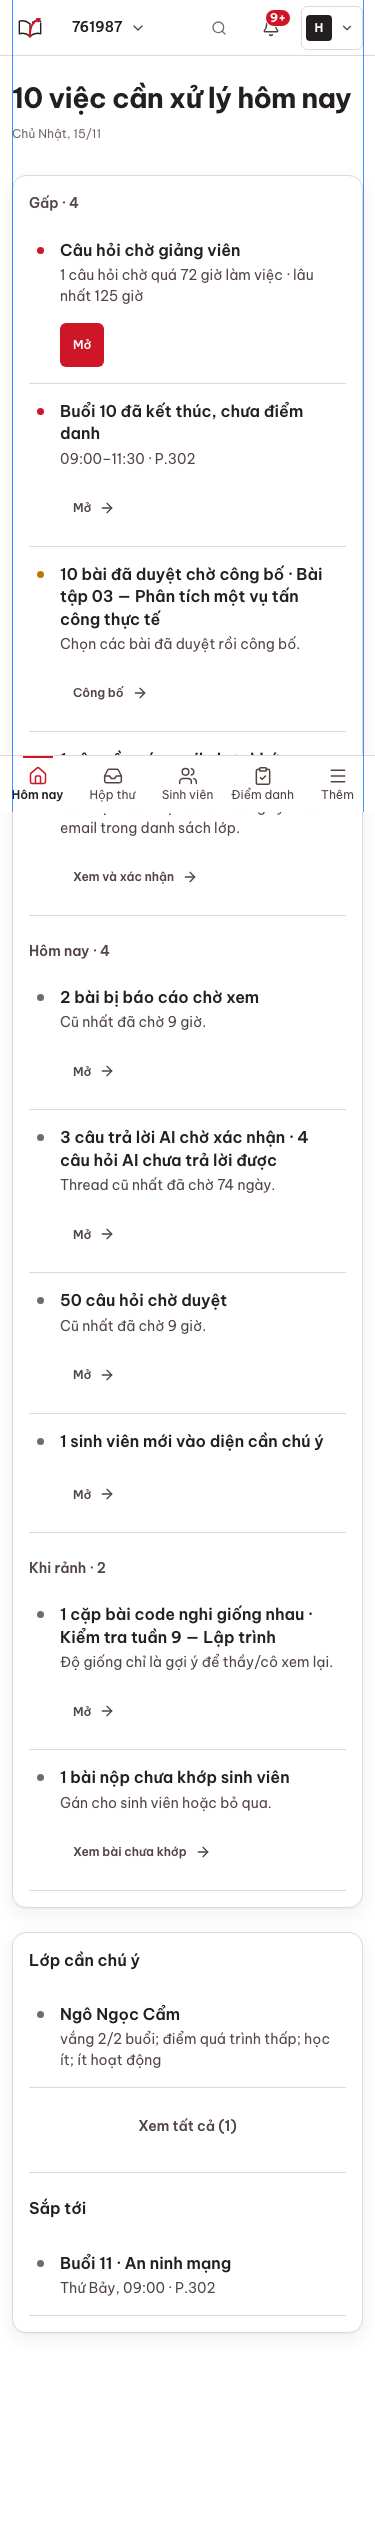 761987
9+
H
10 việc cần xử lý hôm nay
Chủ Nhật, 15/11
Gấp · 4
Câu hỏi chờ giảng viên
1 câu hỏi chờ quá 72 giờ làm việc · lâu
nhất 125 giờ
Mở
Buổi 10 đã kết thúc, chưa điểm
danh
09:00–11:30 · P.302
Mở
10 bài đã duyệt chờ công bố · Bài
tập 03 — Phân tích một vụ tấn
công thực tế
Chọn các bài đã duyệt rồi công bố.
Công bố
Hôm nay
Hộp thư
Sinh viên
Điểm danh
Thêm
email trong danh sách lớp.
Xem và xác nhận
Hôm nay · 4
2 bài bị báo cáo chờ xem
Cũ nhất đã chờ 9 giờ.
Mở
3 câu trả lời AI chờ xác nhận · 4
câu hỏi AI chưa trả lời được
Thread cũ nhất đã chờ 74 ngày.
Mở
50 câu hỏi chờ duyệt
Cũ nhất đã chờ 9 giờ.
Mở
1 sinh viên mới vào diện cần chú ý
Mở
Khi rảnh · 2
1 cặp bài code nghi giống nhau ·
Kiểm tra tuần 9 — Lập trình
Độ giống chỉ là gợi ý để thầy/cô xem lại.
Mở
1 bài nộp chưa khớp sinh viên
Gán cho sinh viên hoặc bỏ qua.
Xem bài chưa khớp
Lớp cần chú ý
Ngô Ngọc Cẩm
vắng 2/2 buổi; điểm quá trình thấp; học
ít; ít hoạt động
Xem tất cả (1)
Sắp tới
Buổi 11 · An ninh mạng
Thứ Bảy, 09:00 · P.302